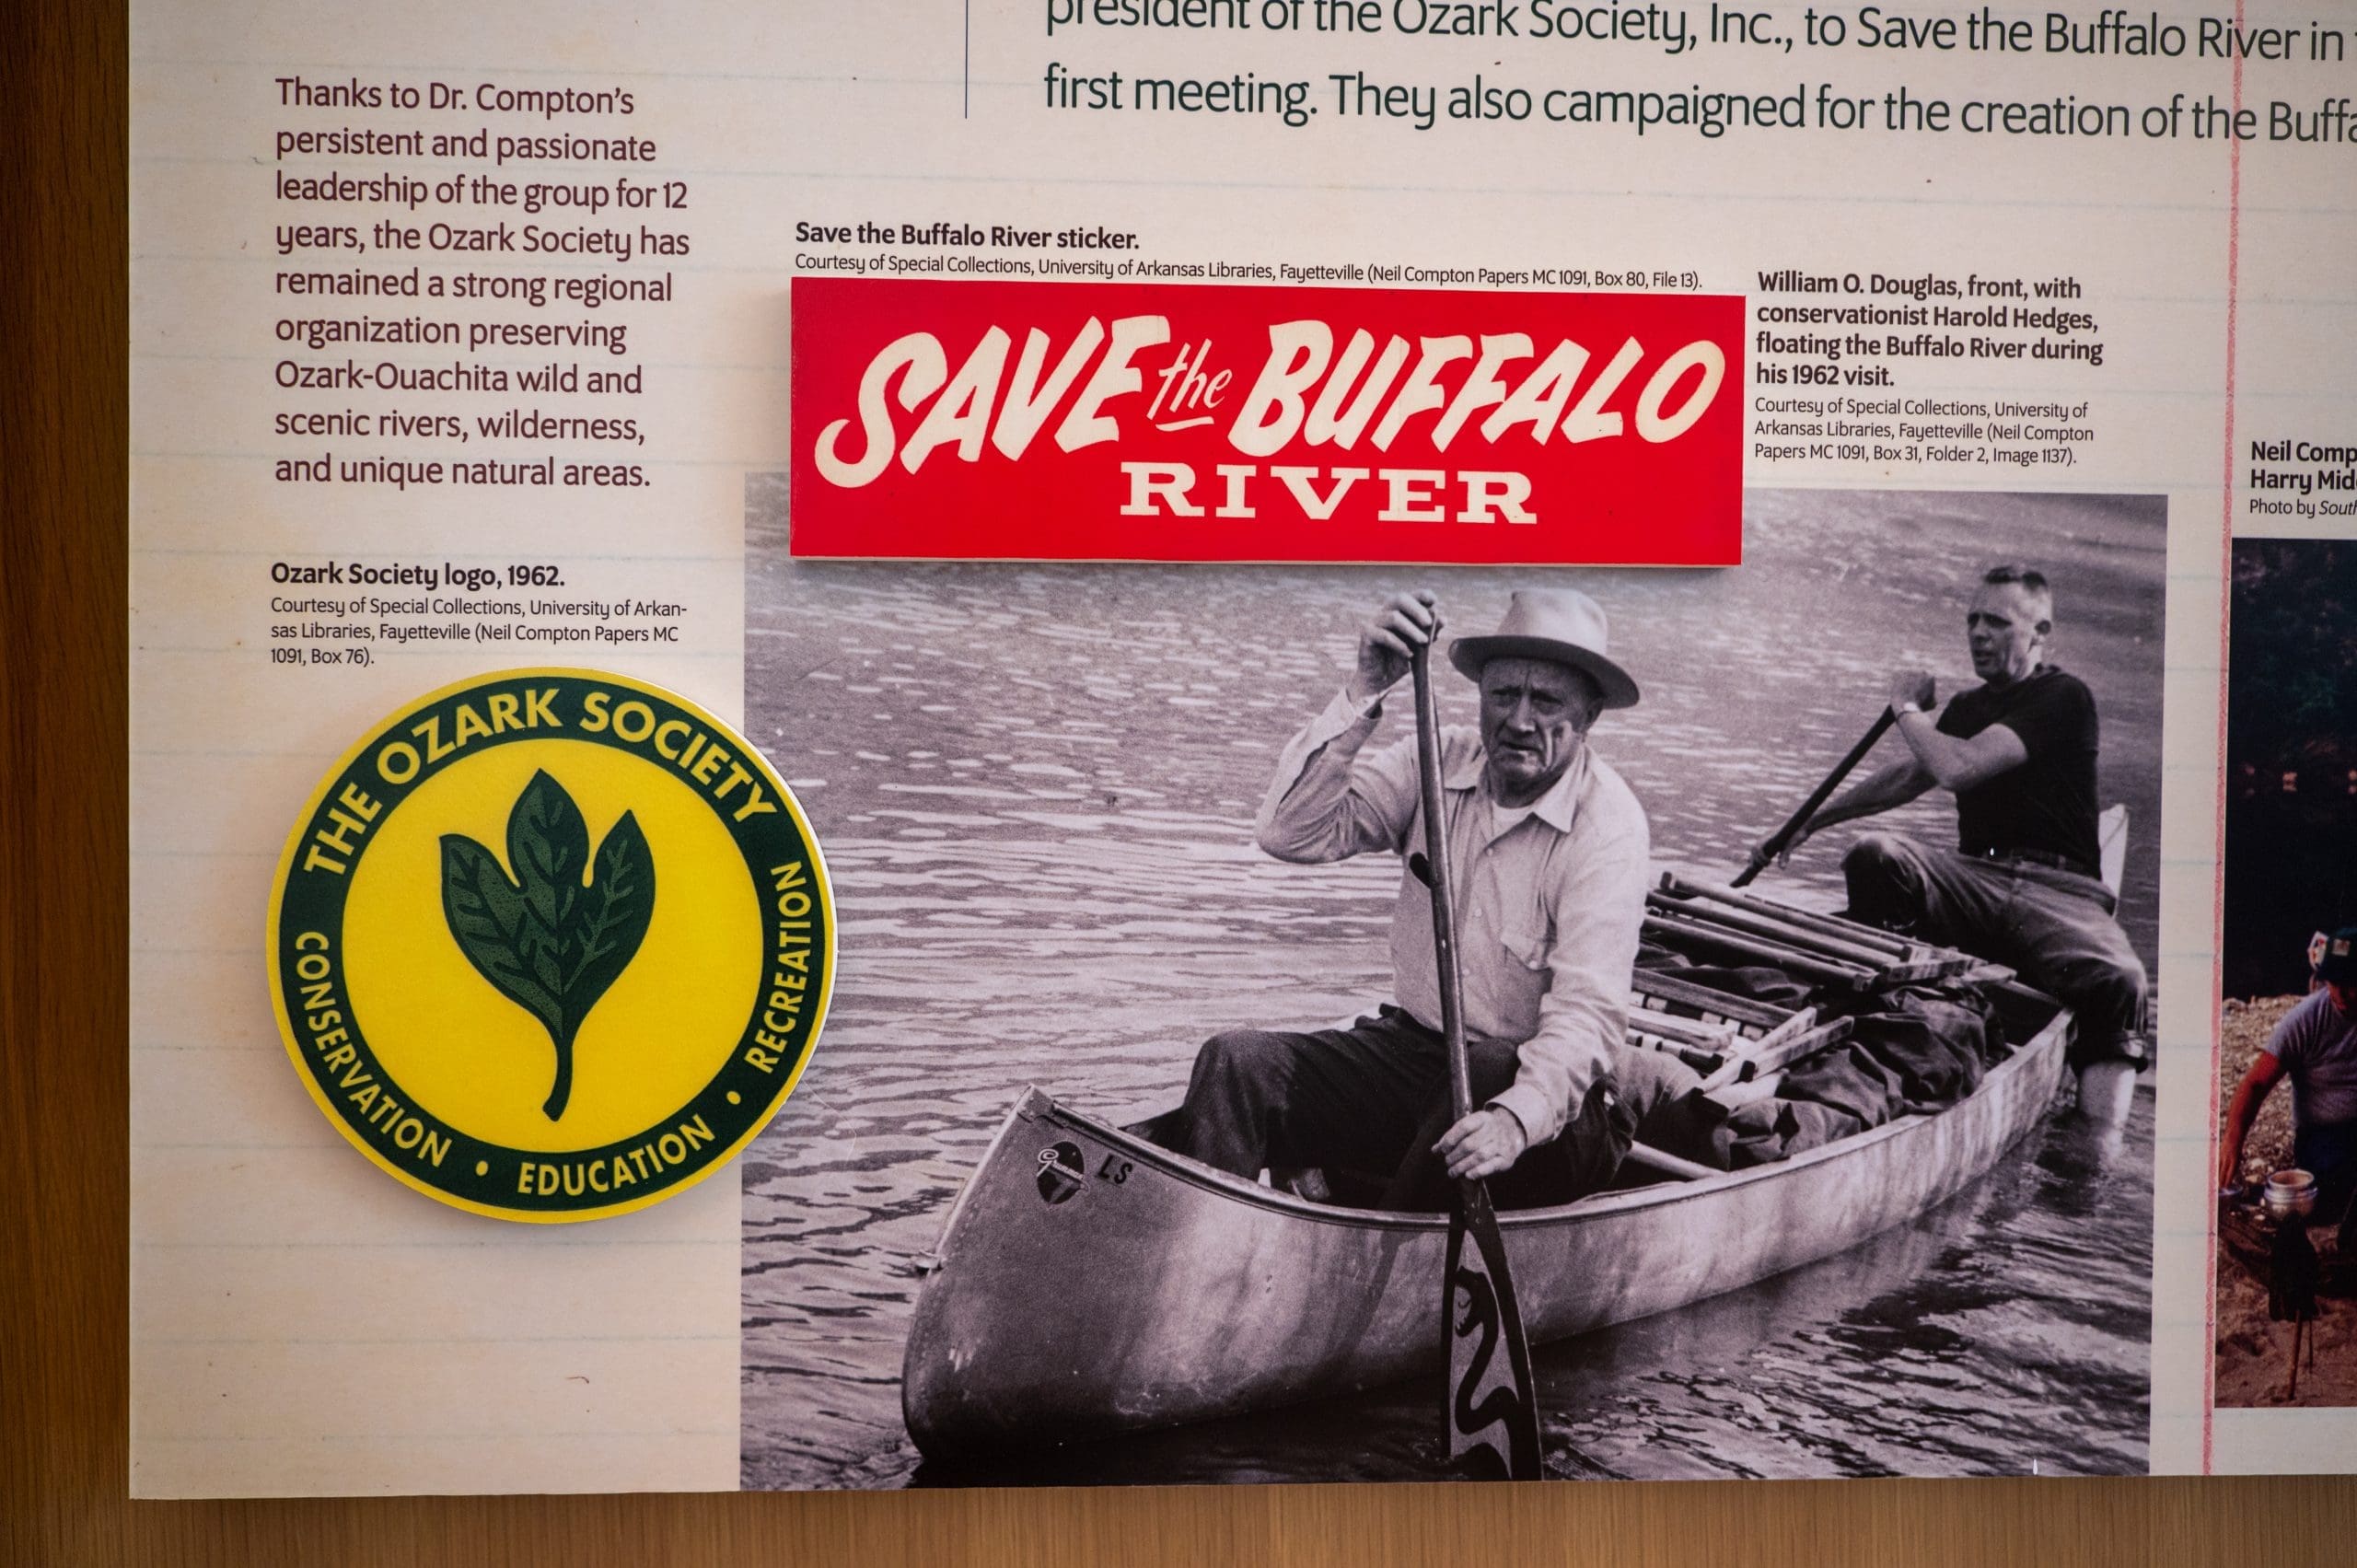 president of the Ozark Society, Inc., to Save the Buffalo River in
first meeting. They also campaigned for the creation of the
Thanks to Dr. Compton's
persistent and passionate
leadership of the group for 12
years, the Ozark Society has
remained a strong regional
organization preserving
Ozark-Ouachita wild and
scenic rivers, wilderness,
and unique natural areas.
Ozark Society logo, 1962.
Courtesy of Special Collections, University of Arkan-
sas Libraries, Fayetteville (Neil Compton Papers MC
1091, Box 76).
THE OZARK SOCIETY
CONSERVATION • EDUCATION • RECREATION
Save the Buffalo River sticker.
Courtesy of Special Collections, University of Arkansas Libraries, Fayetteville (Neil Compton Papers MC 1091, Box 80, File 13).
SAVE the BUFFALO
RIVER
William O. Douglas, front, with
conservationist Harold Hedges,
floating the Buffalo River during
his 1962 visit.
Courtesy of Special Collections, University of
Arkansas Libraries, Fayetteville (Neil Compton
Papers MC 1091, Box 31, Folder 2, Image 1137).
LS
Neil
Harry
Photo by